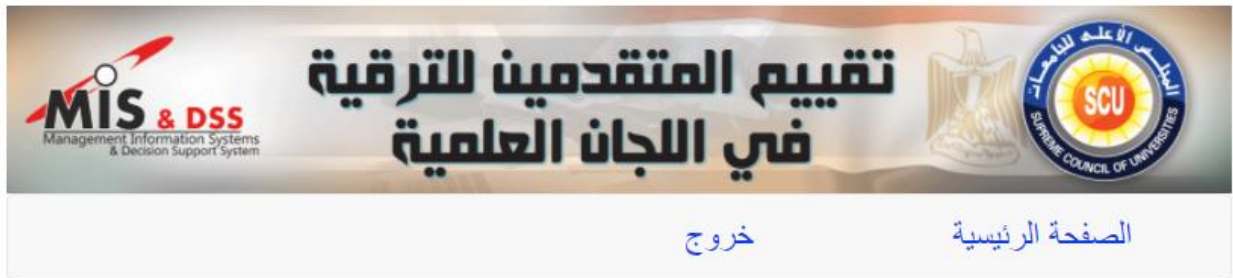 المجلس الأعلى للجامعات
SCU
SUPREME COUNCIL OF UNIVERSITIES
تقييم المتقدمين للترقية
في اللجان العلمية
MIS & DSS
Management Information Systems
& Decision Support System
الصفحة الرئيسية
خروج